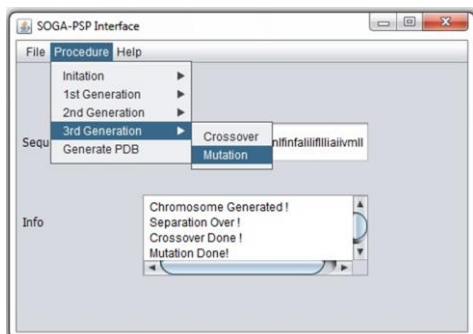 SOGA-PSP Interface
File Procedure Help
Initation
1st Generation
2nd Generation
3rd Generation
Generate PDB
Crossover
Mutation
Sequ
Info
Chromosome Generated !
Separation Over !
Crossover Done !
Mutation Done!